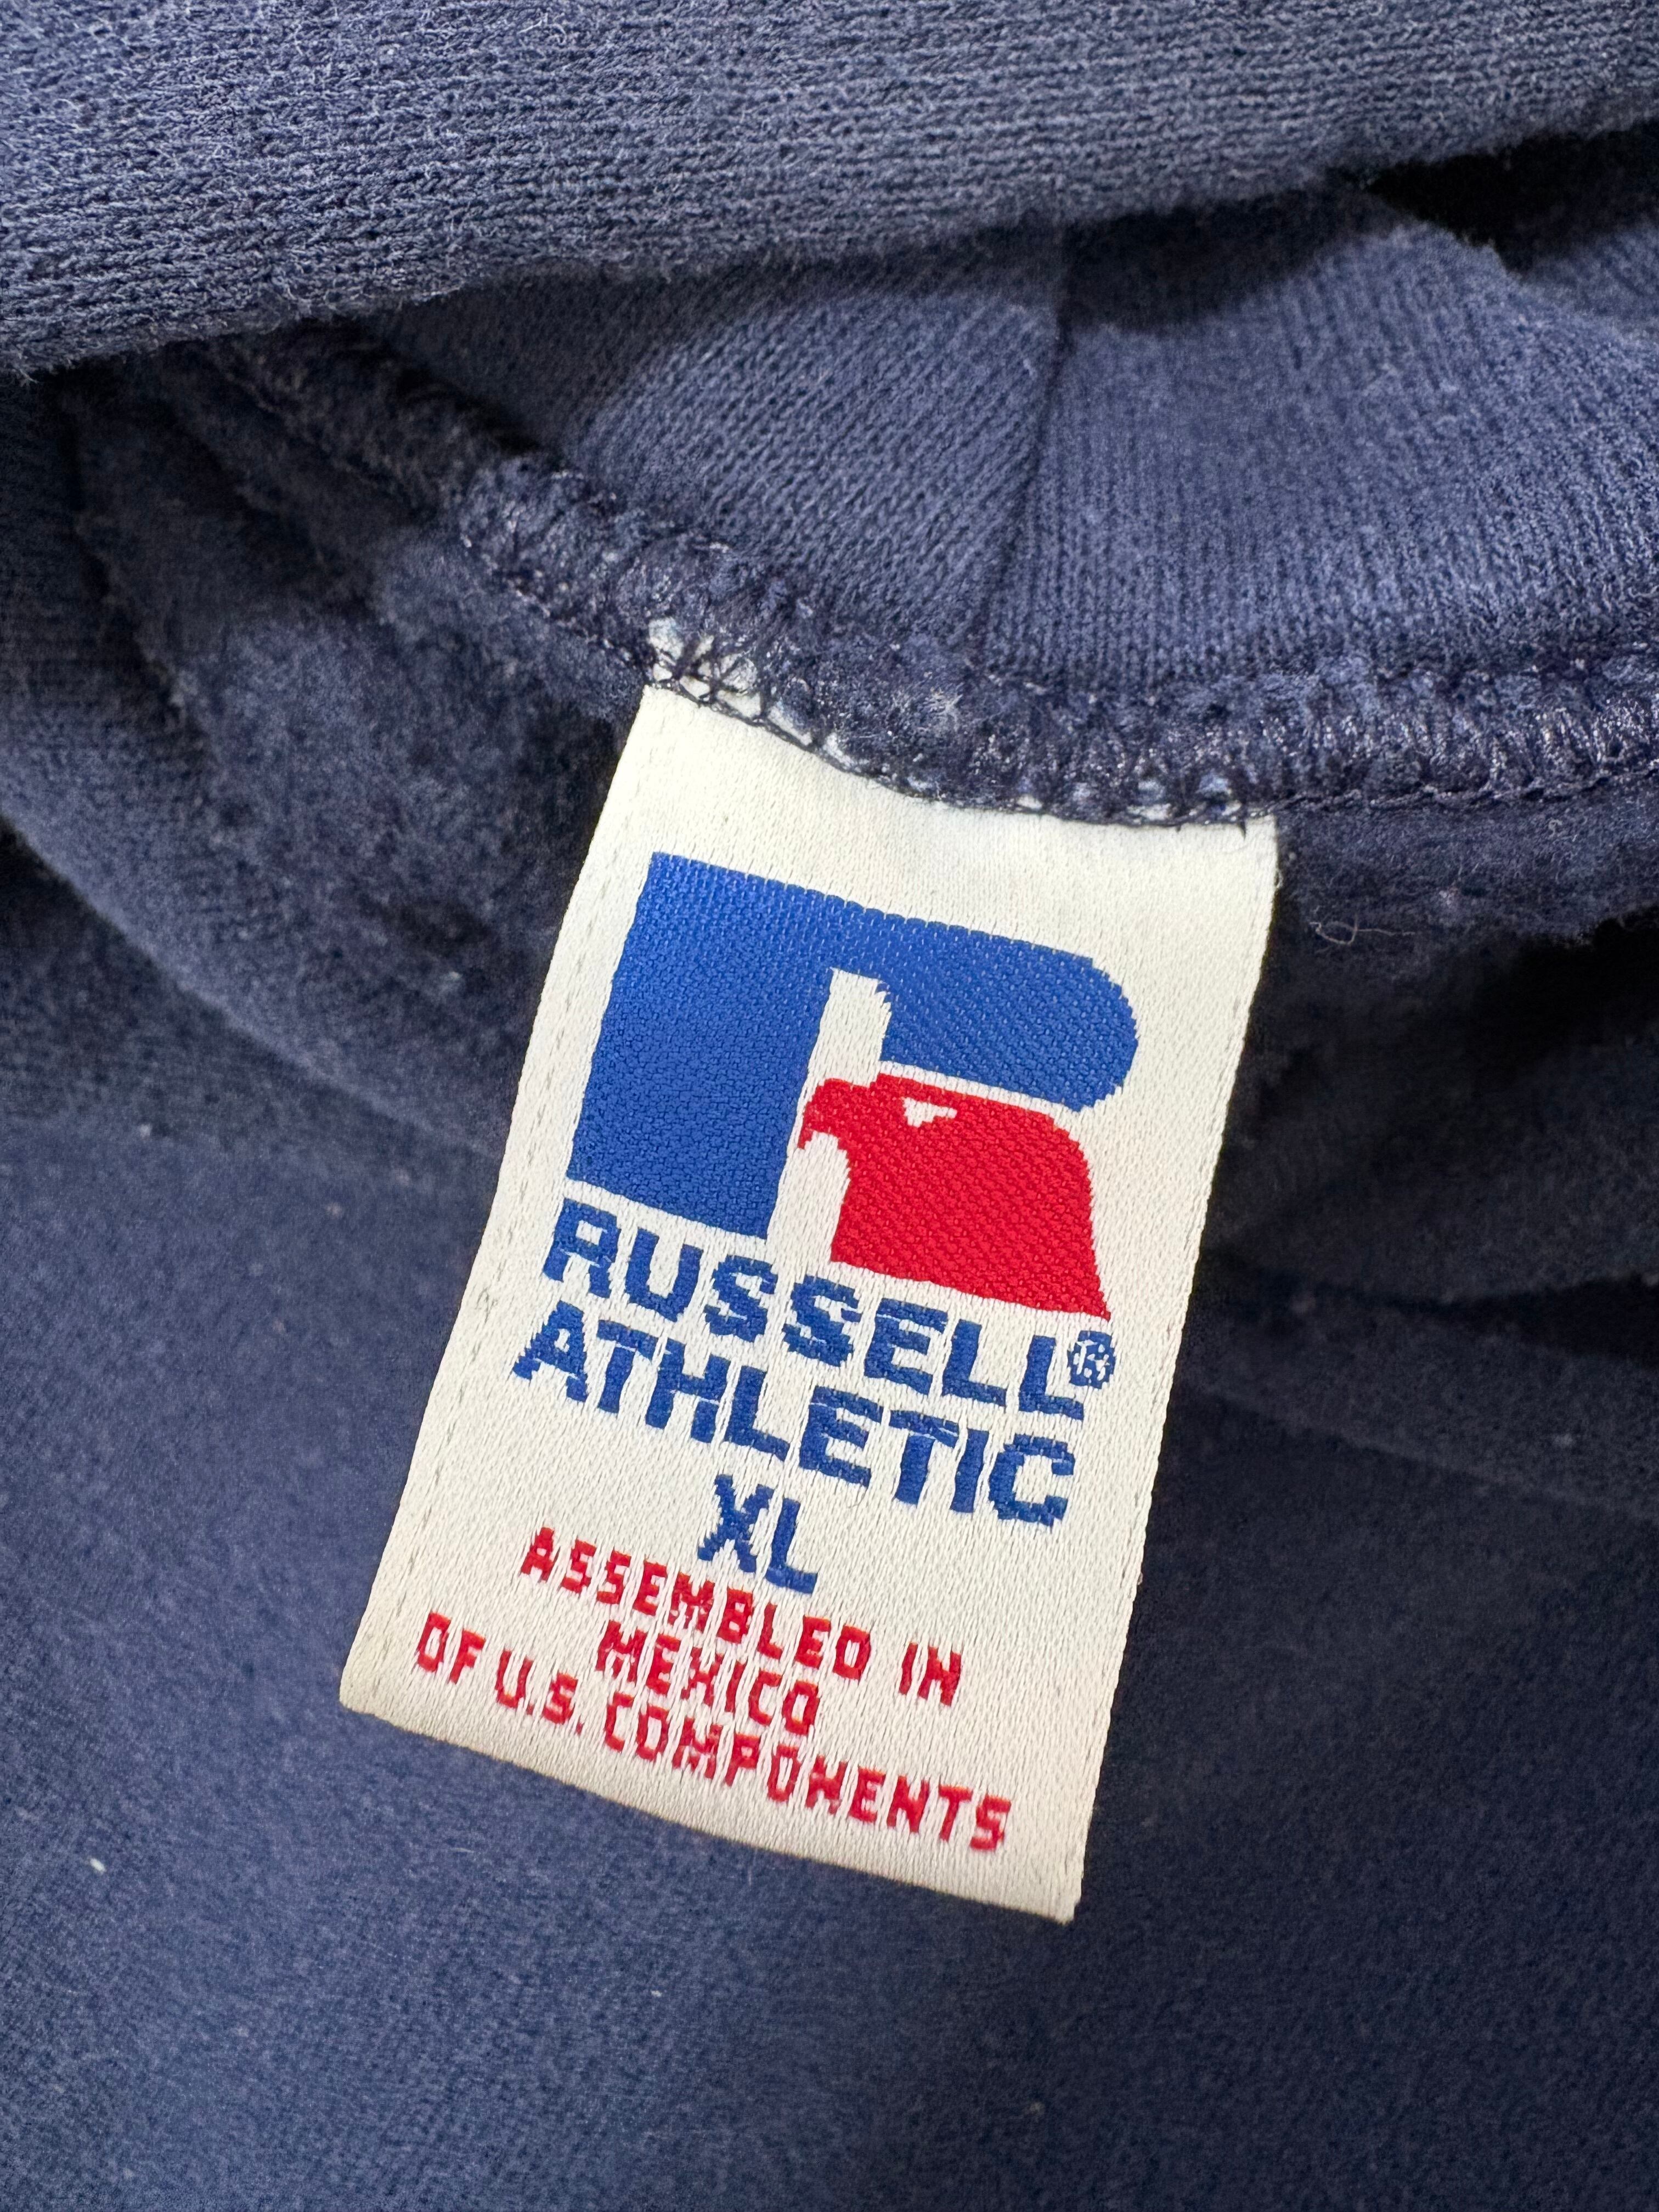 RUSSELL®
ATHLETIC
XL
ASSEMBLED IN
MEXICO
OF U.S. COMPONENTS